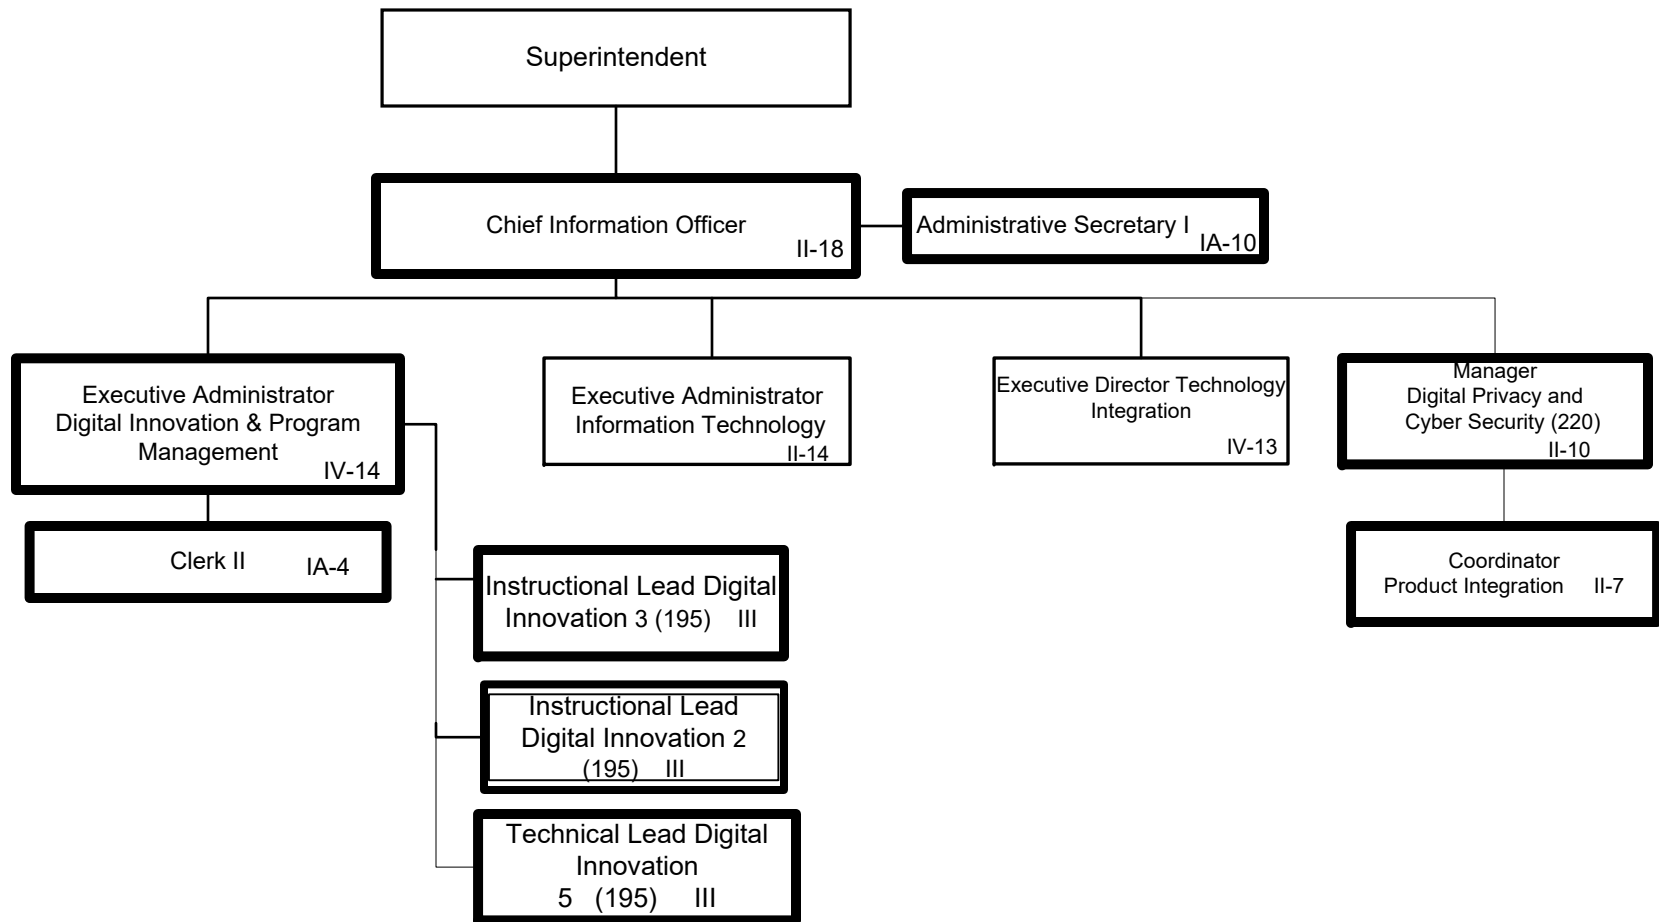 Superintendent
Chief Information Officer
II-18
Administrative Secretary I
IA-10
Executive Administrator
Digital Innovation & Program
Management
IV-14
Executive Administrator
Information Technology
II-14
Executive Director Technology
Integration
IV-13
Manager
Digital Privacy and
Cyber Security (220)
II-10
Clerk II IA-4
Coordinator
Product Integration II-7
Instructional Lead Digital
Innovation 3 (195) III
Instructional Lead
Digital Innovation 2
(195) III
Technical Lead Digital
Innovation
5 (195) III